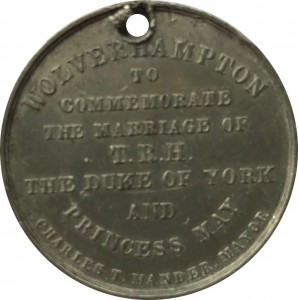 WOLVERHAMPTON
TO
COMMEMORATE
THE MARRIAGE OF
T.R.H.
THE DUKE OF YORK
AND
PRINCESS MAY
CHARLES T. MANDER, MAYOR